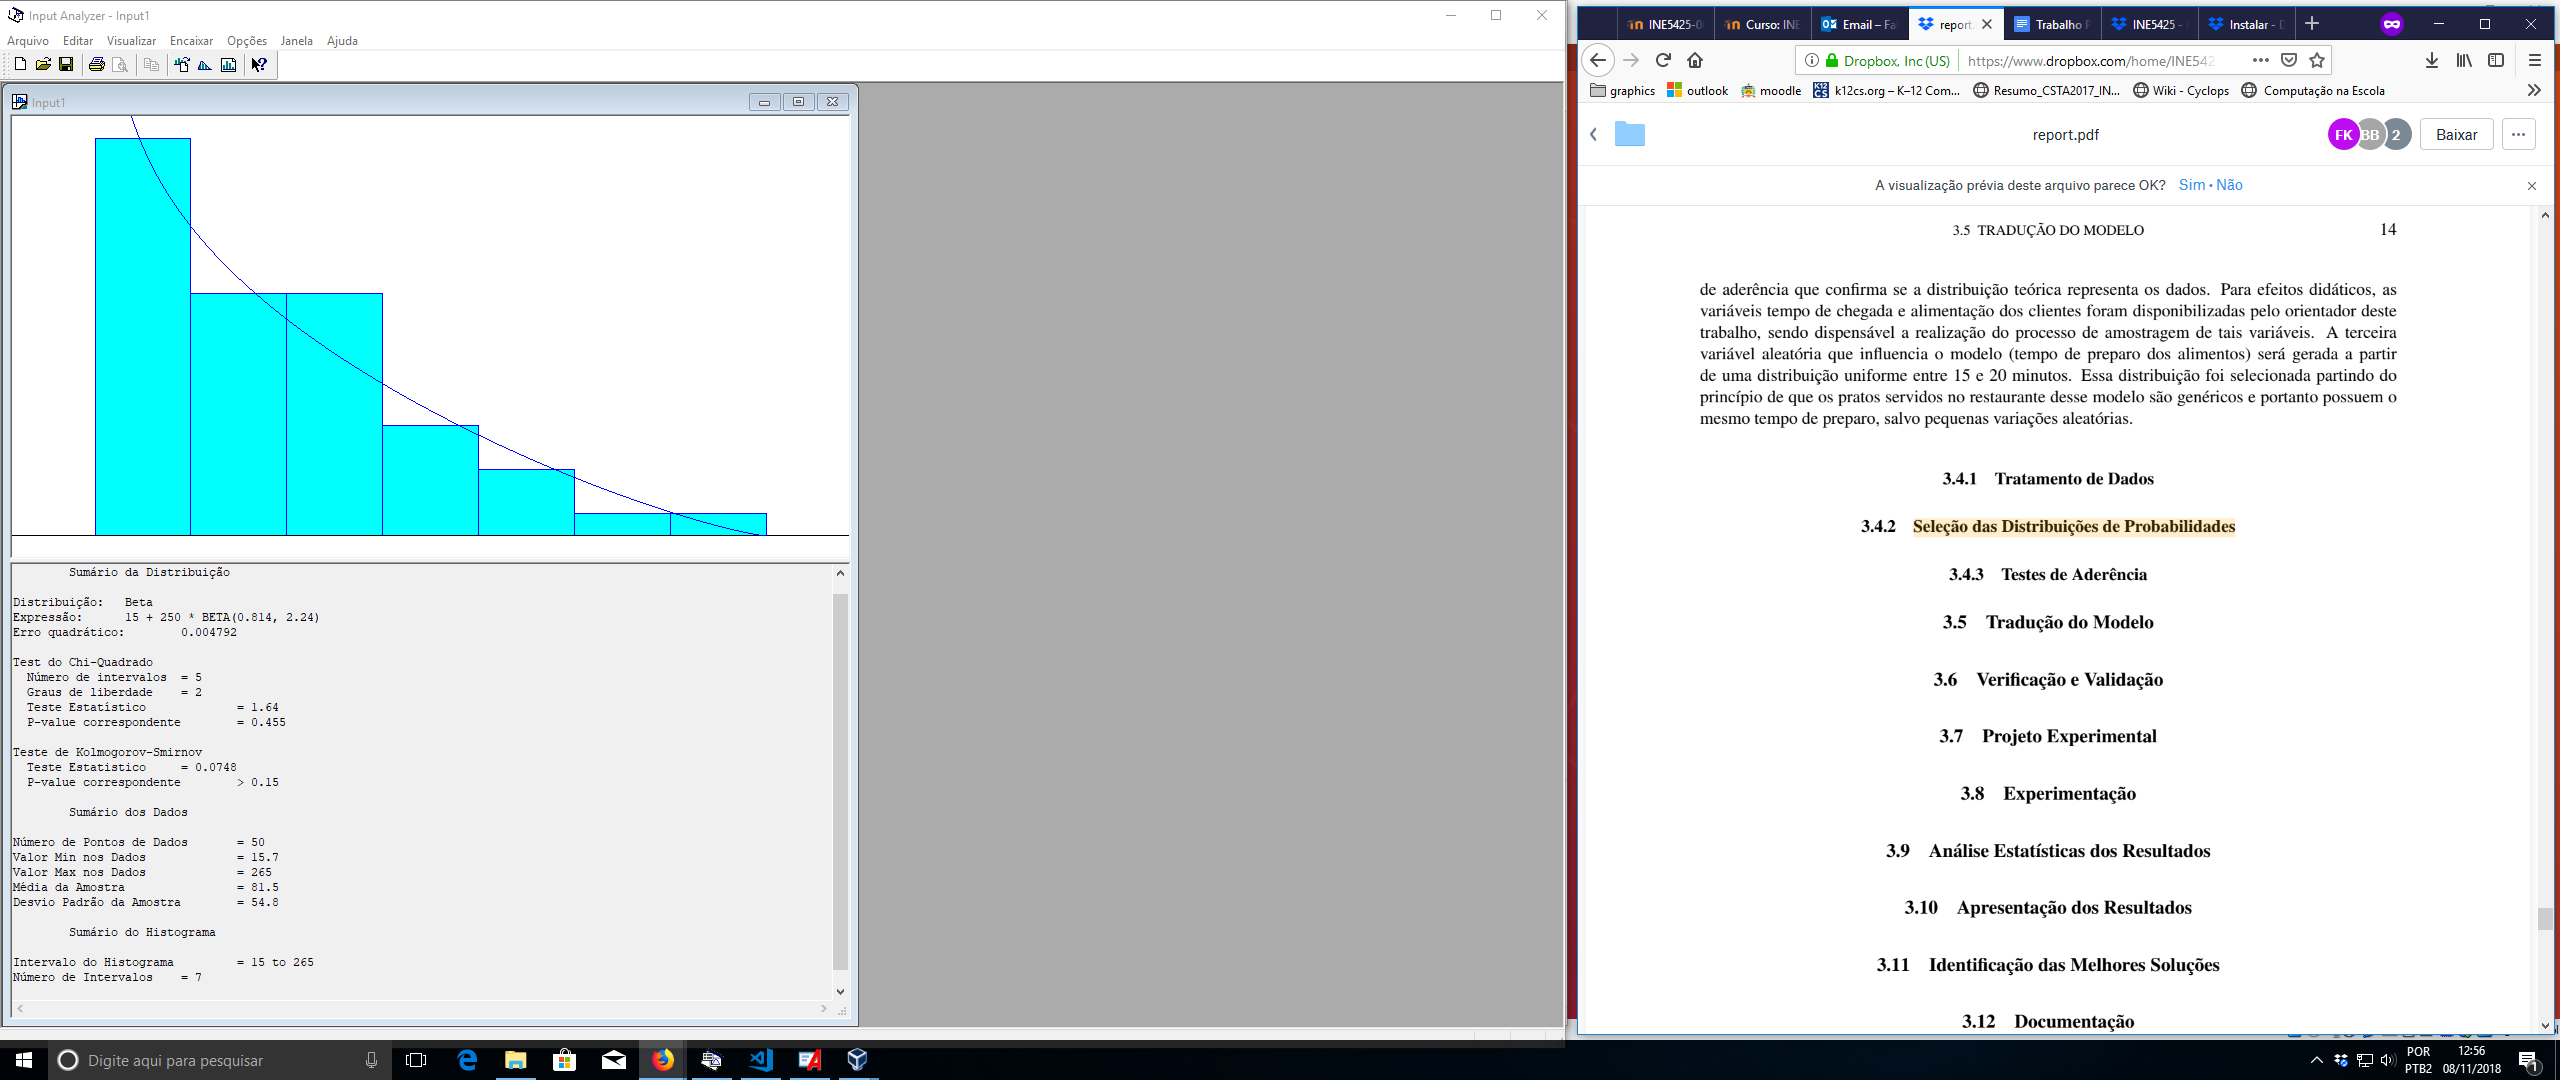 Input Analyzer - Input1
Arquivo Editar Visualizar Encaixar Opções Janela Ajuda
Input1
Sumário da Distribuição
Distribuição: Beta
Expressão: 15 + 250 * BETA(0.814, 2.24)
Erro quadrático: 0.004792
Test do Chi-Quadrado
Número de intervalos = 5
Graus de liberdade = 2
Teste Estatístico = 1.64
P-value correspondente = 0.455
Teste de Kolmogorov-Smirnov
Teste Estatístico = 0.0748
P-value correspondente > 0.15
Sumário dos Dados
Número de Pontos de Dados = 50
Valor Min nos Dados = 15.7
Valor Max nos Dados = 265
Média da Amostra = 81.5
Desvio Padrão da Amostra = 54.8
Sumário do Histograma
Intervalo do Histograma = 15 to 265
Número de Intervalos = 7
INE5425-0 Curso: INE Email – Fa report. Trabalho P INE5425 - Instalar - D
Dropbox, Inc (US) https://www.dropbox.com/home/INE542
graphics outlook moodle k12cs.org – K–12 Com... Resumo_CSTA2017_IN... Wiki - Cyclops Computação na Escola
report.pdf FK BB 2 Baixar
A visualização prévia deste arquivo parece OK? Sim • Não
3.5 TRADUÇÃO DO MODELO 14
de aderência que confirma se a distribuição teórica representa os dados. Para efeitos didáticos, as
variáveis tempo de chegada e alimentação dos clientes foram disponibilizadas pelo orientador deste
trabalho, sendo dispensável a realização do processo de amostragem de tais variáveis. A terceira
variável aleatória que influencia o modelo (tempo de preparo dos alimentos) será gerada a partir
de uma distribuição uniforme entre 15 e 20 minutos. Essa distribuição foi selecionada partindo do
princípio de que os pratos servidos no restaurante desse modelo são genéricos e portanto possuem o
mesmo tempo de preparo, salvo pequenas variações aleatórias.
3.4.1 Tratamento de Dados
3.4.2 Seleção das Distribuições de Probabilidades
3.4.3 Testes de Aderência
3.5 Tradução do Modelo
3.6 Verificação e Validação
3.7 Projeto Experimental
3.8 Experimentação
3.9 Análise Estatísticas dos Resultados
3.10 Apresentação dos Resultados
3.11 Identificação das Melhores Soluções
3.12 Documentação
Digite aqui para pesquisar
POR
PTB2
12:56
08/11/2018
1